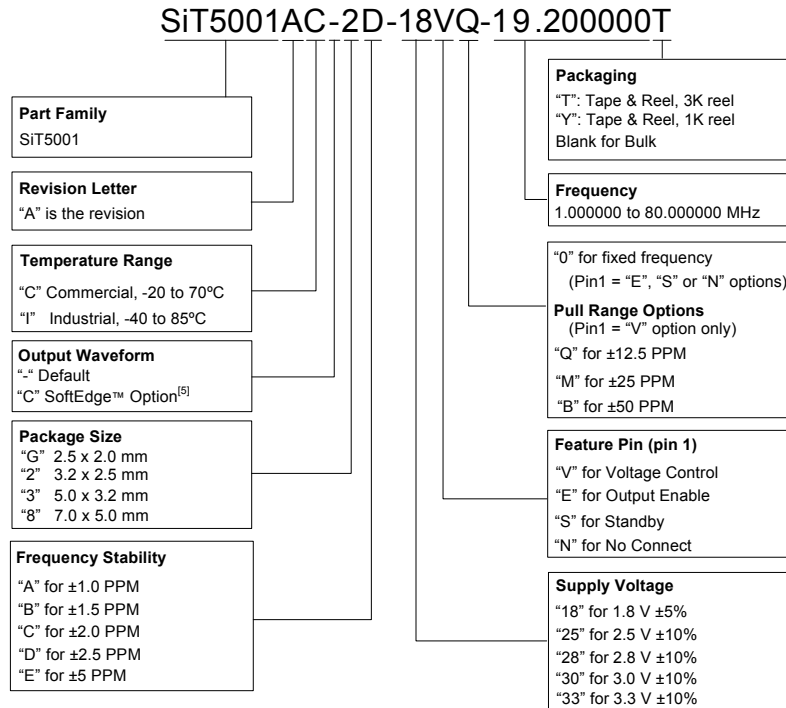 SiT5001AC-2D-18VQ-19.200000T
Part Family
SiT5001
Revision Letter
“A” is the revision
Temperature Range
“C” Commercial, -20 to 70ºC
“I” Industrial, -40 to 85ºC
Output Waveform
“-“ Default
“C” SoftEdge™ Option[5]
Package Size
“G” 2.5 x 2.0 mm
“2” 3.2 x 2.5 mm
“3” 5.0 x 3.2 mm
“8” 7.0 x 5.0 mm
Frequency Stability
“A” for ±1.0 PPM
“B” for ±1.5 PPM
“C” for ±2.0 PPM
“D” for ±2.5 PPM
“E” for ±5 PPM
Packaging
“T”: Tape & Reel, 3K reel
“Y”: Tape & Reel, 1K reel
Blank for Bulk
Frequency
1.000000 to 80.000000 MHz
“0” for fixed frequency
(Pin1 = “E”, “S” or “N” options)
Pull Range Options
(Pin1 = “V” option only)
“Q” for ±12.5 PPM
“M” for ±25 PPM
“B” for ±50 PPM
Feature Pin (pin 1)
“V” for Voltage Control
“E” for Output Enable
“S” for Standby
“N” for No Connect
Supply Voltage
“18” for 1.8 V ±5%
“25” for 2.5 V ±10%
“28” for 2.8 V ±10%
“30” for 3.0 V ±10%
“33” for 3.3 V ±10%